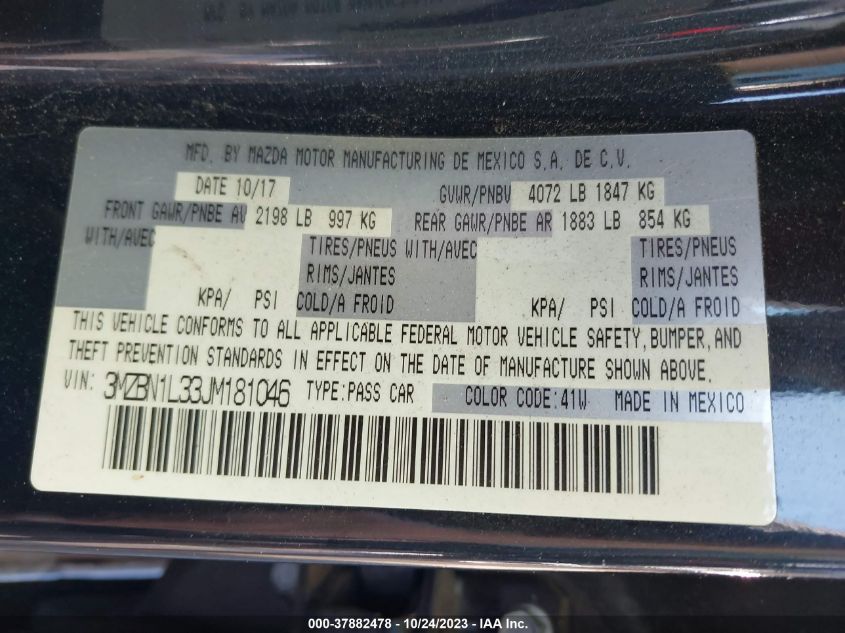 MFD. BY MAZDA MOTOR MANUFACTURING DE MEXICO S.A. DE C.V.
DATE 10/17 GVWR/PNBV 4072 LB 1847 KG
FRONT GAWR/PNBE AV 2198 LB 997 KG REAR GAWR/PNBE AR 1883 LB 854 KG
WITH/AVEC TIRES/PNEUS WITH/AVEC TIRES/PNEUS
RIMS/JANTES RIMS/JANTES
KPA/ PSI COLD/A FROID KPA/ PSI COLD/A FROID
THIS VEHICLE CONFORMS TO ALL APPLICABLE FEDERAL MOTOR VEHICLE SAFETY, BUMPER, AND
THEFT PREVENTION STANDARDS IN EFFECT ON THE DATE OF MANUFACTURE SHOWN ABOVE.
VIN: 3MZBN1L33JM181046 TYPE: PASS CAR COLOR CODE: 41W MADE IN MEXICO
000-37882478 - 10/24/2023 - IAA Inc.